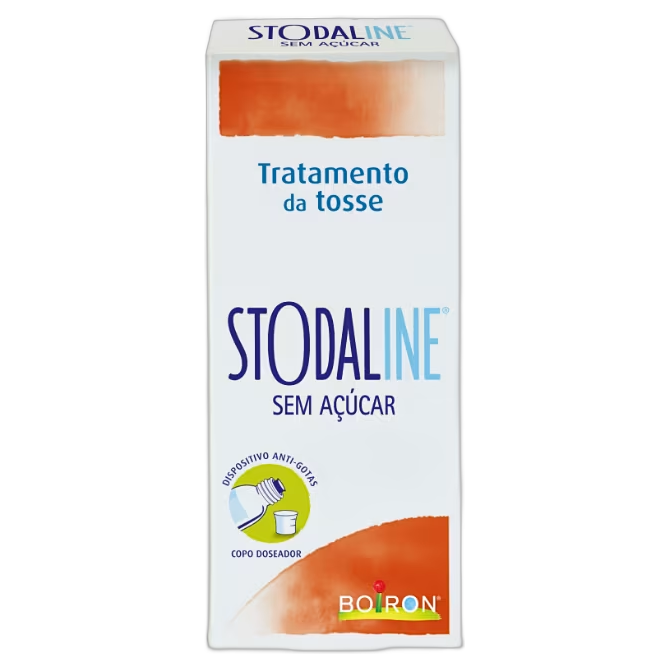 STODALINE
SEM AÇÚCAR
Tratamento
da tosse
STODALINE®
SEM AÇÚCAR
DISPOSITIVO ANTI-GOTAS
COPO DOSEADOR
BOIRON®